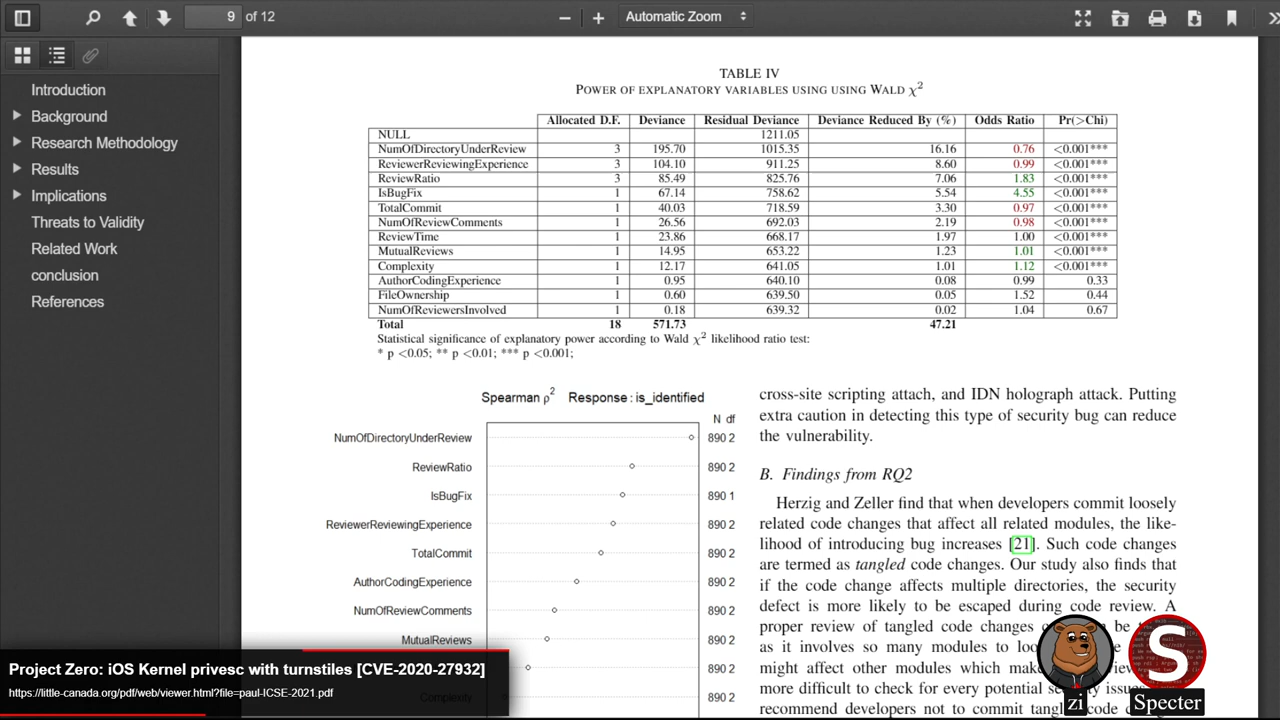 9 of 12
Automatic Zoom
Introduction
Background
Research Methodology
Results
Implications
Threats to Validity
Related Work
conclusion
References
TABLE IV
POWER OF EXPLANATORY VARIABLES USING USING WALD χ2
Allocated D.F. Deviance Residual Deviance Deviance Reduced By (%) Odds Ratio Pr(>Chi)
NULL 1211.05
NumOfDirectoryUnderReview 3 195.70 1015.35 16.16 0.76 <0.001***
ReviewerReviewingExperience 3 104.10 911.25 8.60 0.99 <0.001***
ReviewRatio 3 85.49 825.76 7.06 1.83 <0.001***
IsBugFix 1 67.14 758.62 5.54 4.55 <0.001***
TotalCommit 1 40.03 718.59 3.30 0.97 <0.001***
NumOfReviewComments 1 26.56 692.03 2.19 0.98 <0.001***
ReviewTime 1 23.86 668.17 1.97 1.00 <0.001***
MutualReviews 1 14.95 653.22 1.23 1.01 <0.001***
Complexity 1 12.17 641.05 1.01 1.12 <0.001***
AuthorCodingExperience 1 0.95 640.10 0.08 0.99 0.33
FileOwnership 1 0.60 639.50 0.05 1.52 0.44
NumOfReviewersInvolved 1 0.18 639.32 0.02 1.04 0.67
Total 18 571.73 47.21
Statistical significance of explanatory power according to Wald χ2 likelihood ratio test:
* p <0.05; ** p <0.01; *** p <0.001;
Spearman ρ2 Response : is_identified
N df
NumOfDirectoryUnderReview 890 2
ReviewRatio 890 2
IsBugFix 890 1
ReviewerReviewingExperience 890 2
TotalCommit 890 2
AuthorCodingExperience 890 2
NumOfReviewComments 890 2
MutualReviews 890 2
890 2
Complexity 890 2
cross-site scripting attach, and IDN holograph attack. Putting
extra caution in detecting this type of security bug can reduce
the vulnerability.
B. Findings from RQ2
Herzig and Zeller find that when developers commit loosely
related code changes that affect all related modules, the like-
lihood of introducing bug increases [21]. Such code changes
are termed as tangled code changes. Our study also finds that
if the code change affects multiple directories, the security
defect is more likely to be escaped during code review. A
proper review of tangled code changes be
as it involves so many modules to
might affect other modules which
more difficult to check for every potential
recommend developers not to commit
Project Zero: iOS Kernel privesc with turnstiles [CVE-2020-27932]
https://little-canada.org/pdf/web/viewer.html?file=paul-ICSE-2021.pdf
S
zi
Specter